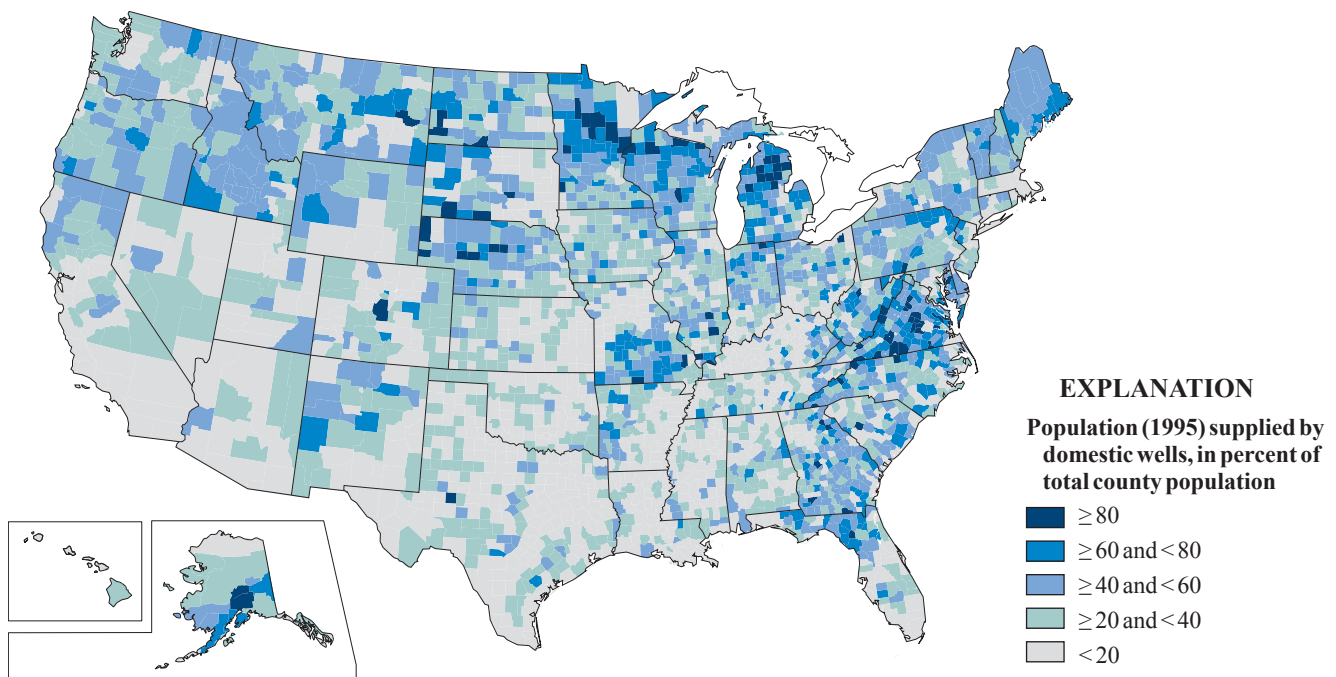 EXPLANATION
Population (1995) supplied by
domestic wells, in percent of
total county population
≥80
≥60 and <80
≥40 and <60
≥20 and <40
<20